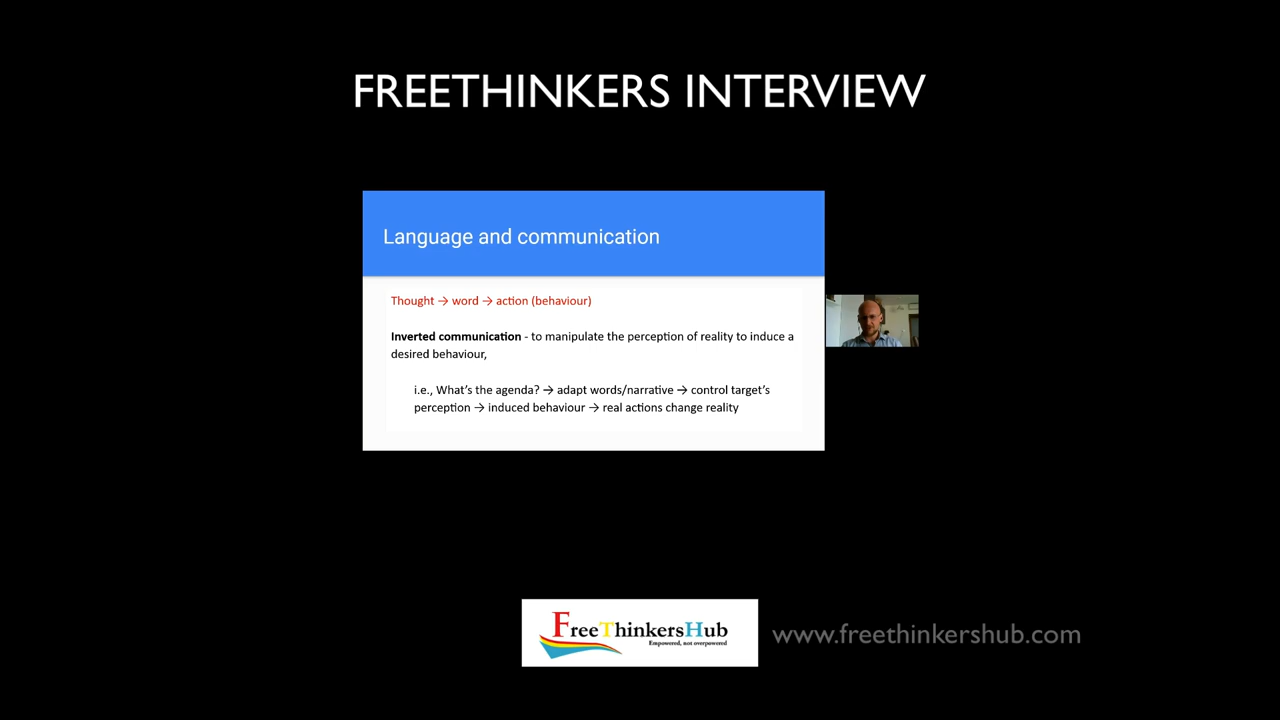 FREETHINKERS INTERVIEW
Language and communication
Thought → word → action (behaviour)
Inverted communication - to manipulate the perception of reality to induce a
desired behaviour,
i.e., What's the agenda? → adapt words/narrative → control target's
perception → induced behaviour → real actions change reality
FreeThinkersHub
Empowered, not overpowered
www.freethinkershub.com